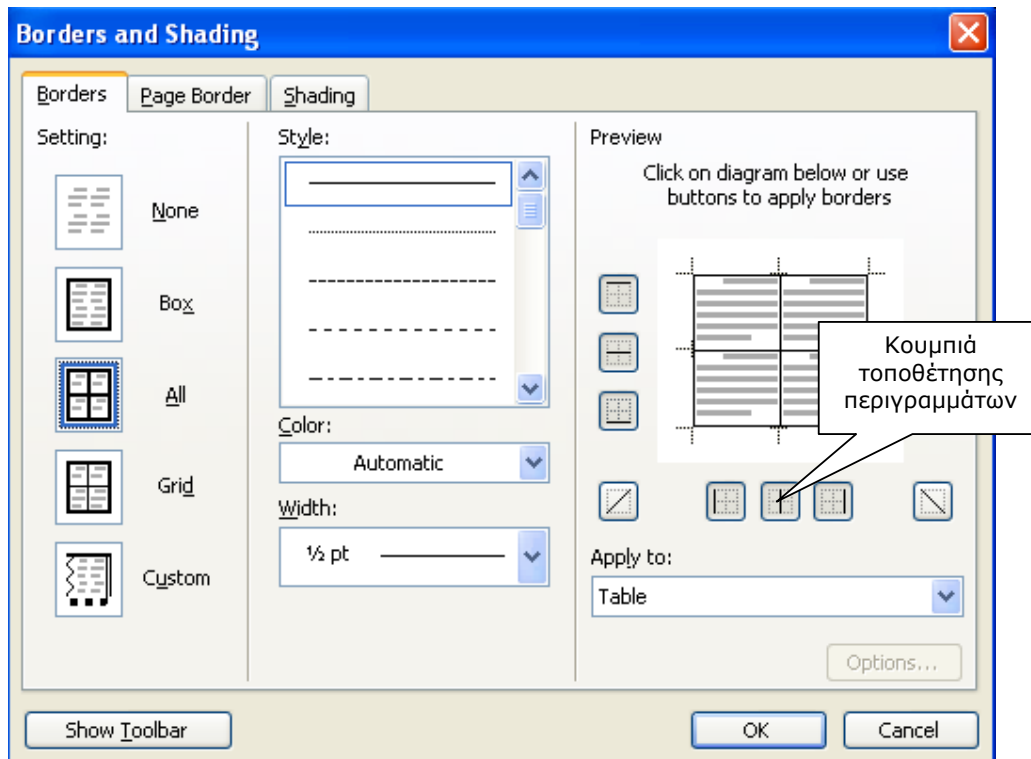 Borders and Shading
Borders
Page Border
Shading
Setting:
None
Box
All
Grid
Custom
Style:
Color:
Automatic
Width:
½ pt
Preview
Click on diagram below or use
buttons to apply borders
Κουμπιά
τοποθέτησης
περιγραμμάτων
Apply to:
Table
Options...
Show Toolbar
OK
Cancel